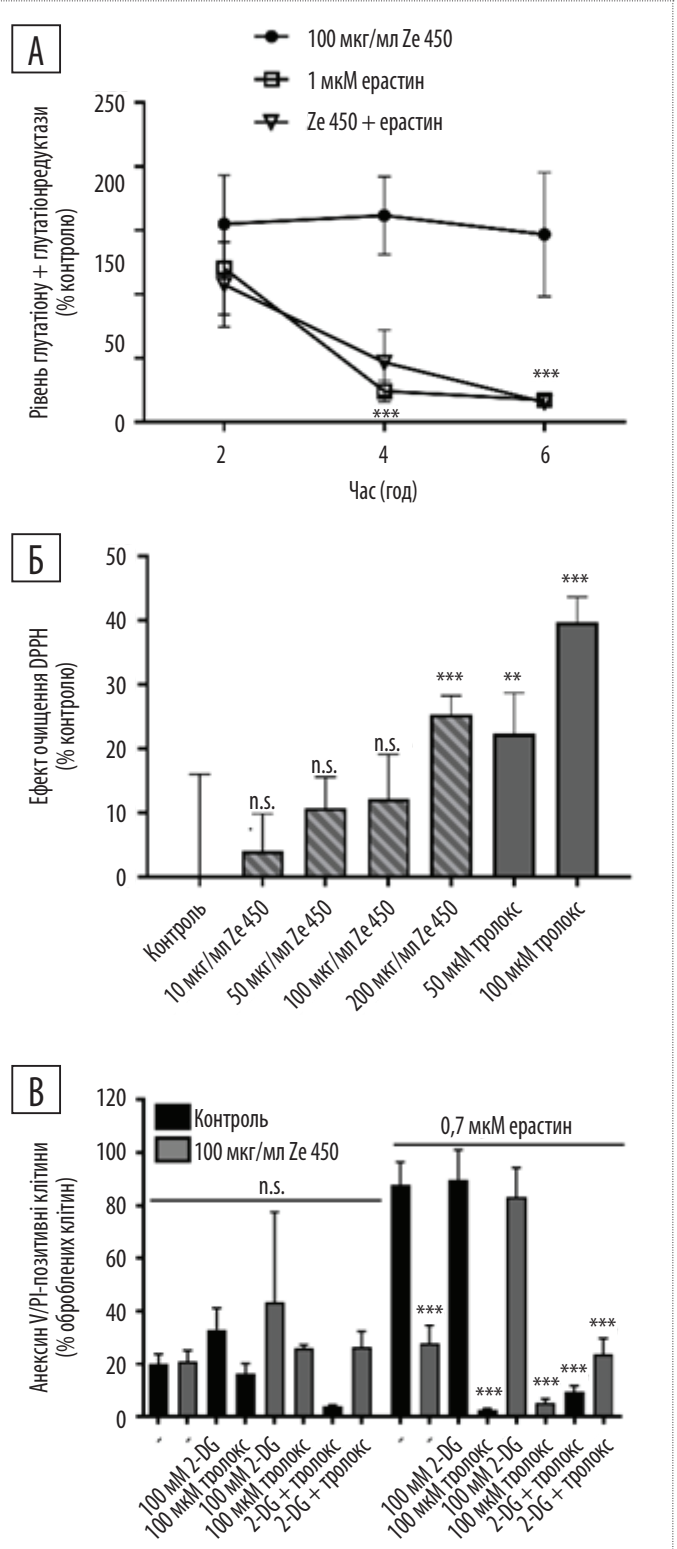 А
100 мкг/мл Ze 450
1 мкМ ерастин
Ze 450 + ерастин
Рівень глутатіону + глутатіонредуктази
(% контролю)
250
200
150
50
0
***
***
2
4
6
Час (год)
Б
Ефект очищення DPPH
(% контролю)
50
40
30
20
10
0
n.s.
n.s.
n.s.
***
**
***
Контроль
10 мкг/мл Ze 450
50 мкг/мл Ze 450
100 мкг/мл Ze 450
200 мкг/мл Ze 450
50 мкМ тролокс
100 мкМ тролокс
В
Анексин V/PI-позитивні клітини
(% оброблених клітин)
120
100
80
60
40
20
0
Контроль
100 мкг/мл Ze 450
n.s.
0,7 мкМ ерастин
***
***
***
***
***
-
-
100 мМ 2-DG
100 мкМ тролокс
100 мМ 2-DG
100 мкМ тролокс
2-DG + тролокс
2-DG + тролокс
-
-
100 мМ 2-DG
100 мкМ тролокс
100 мМ 2-DG
100 мкМ тролокс
2-DG + тролокс
2-DG + тролокс